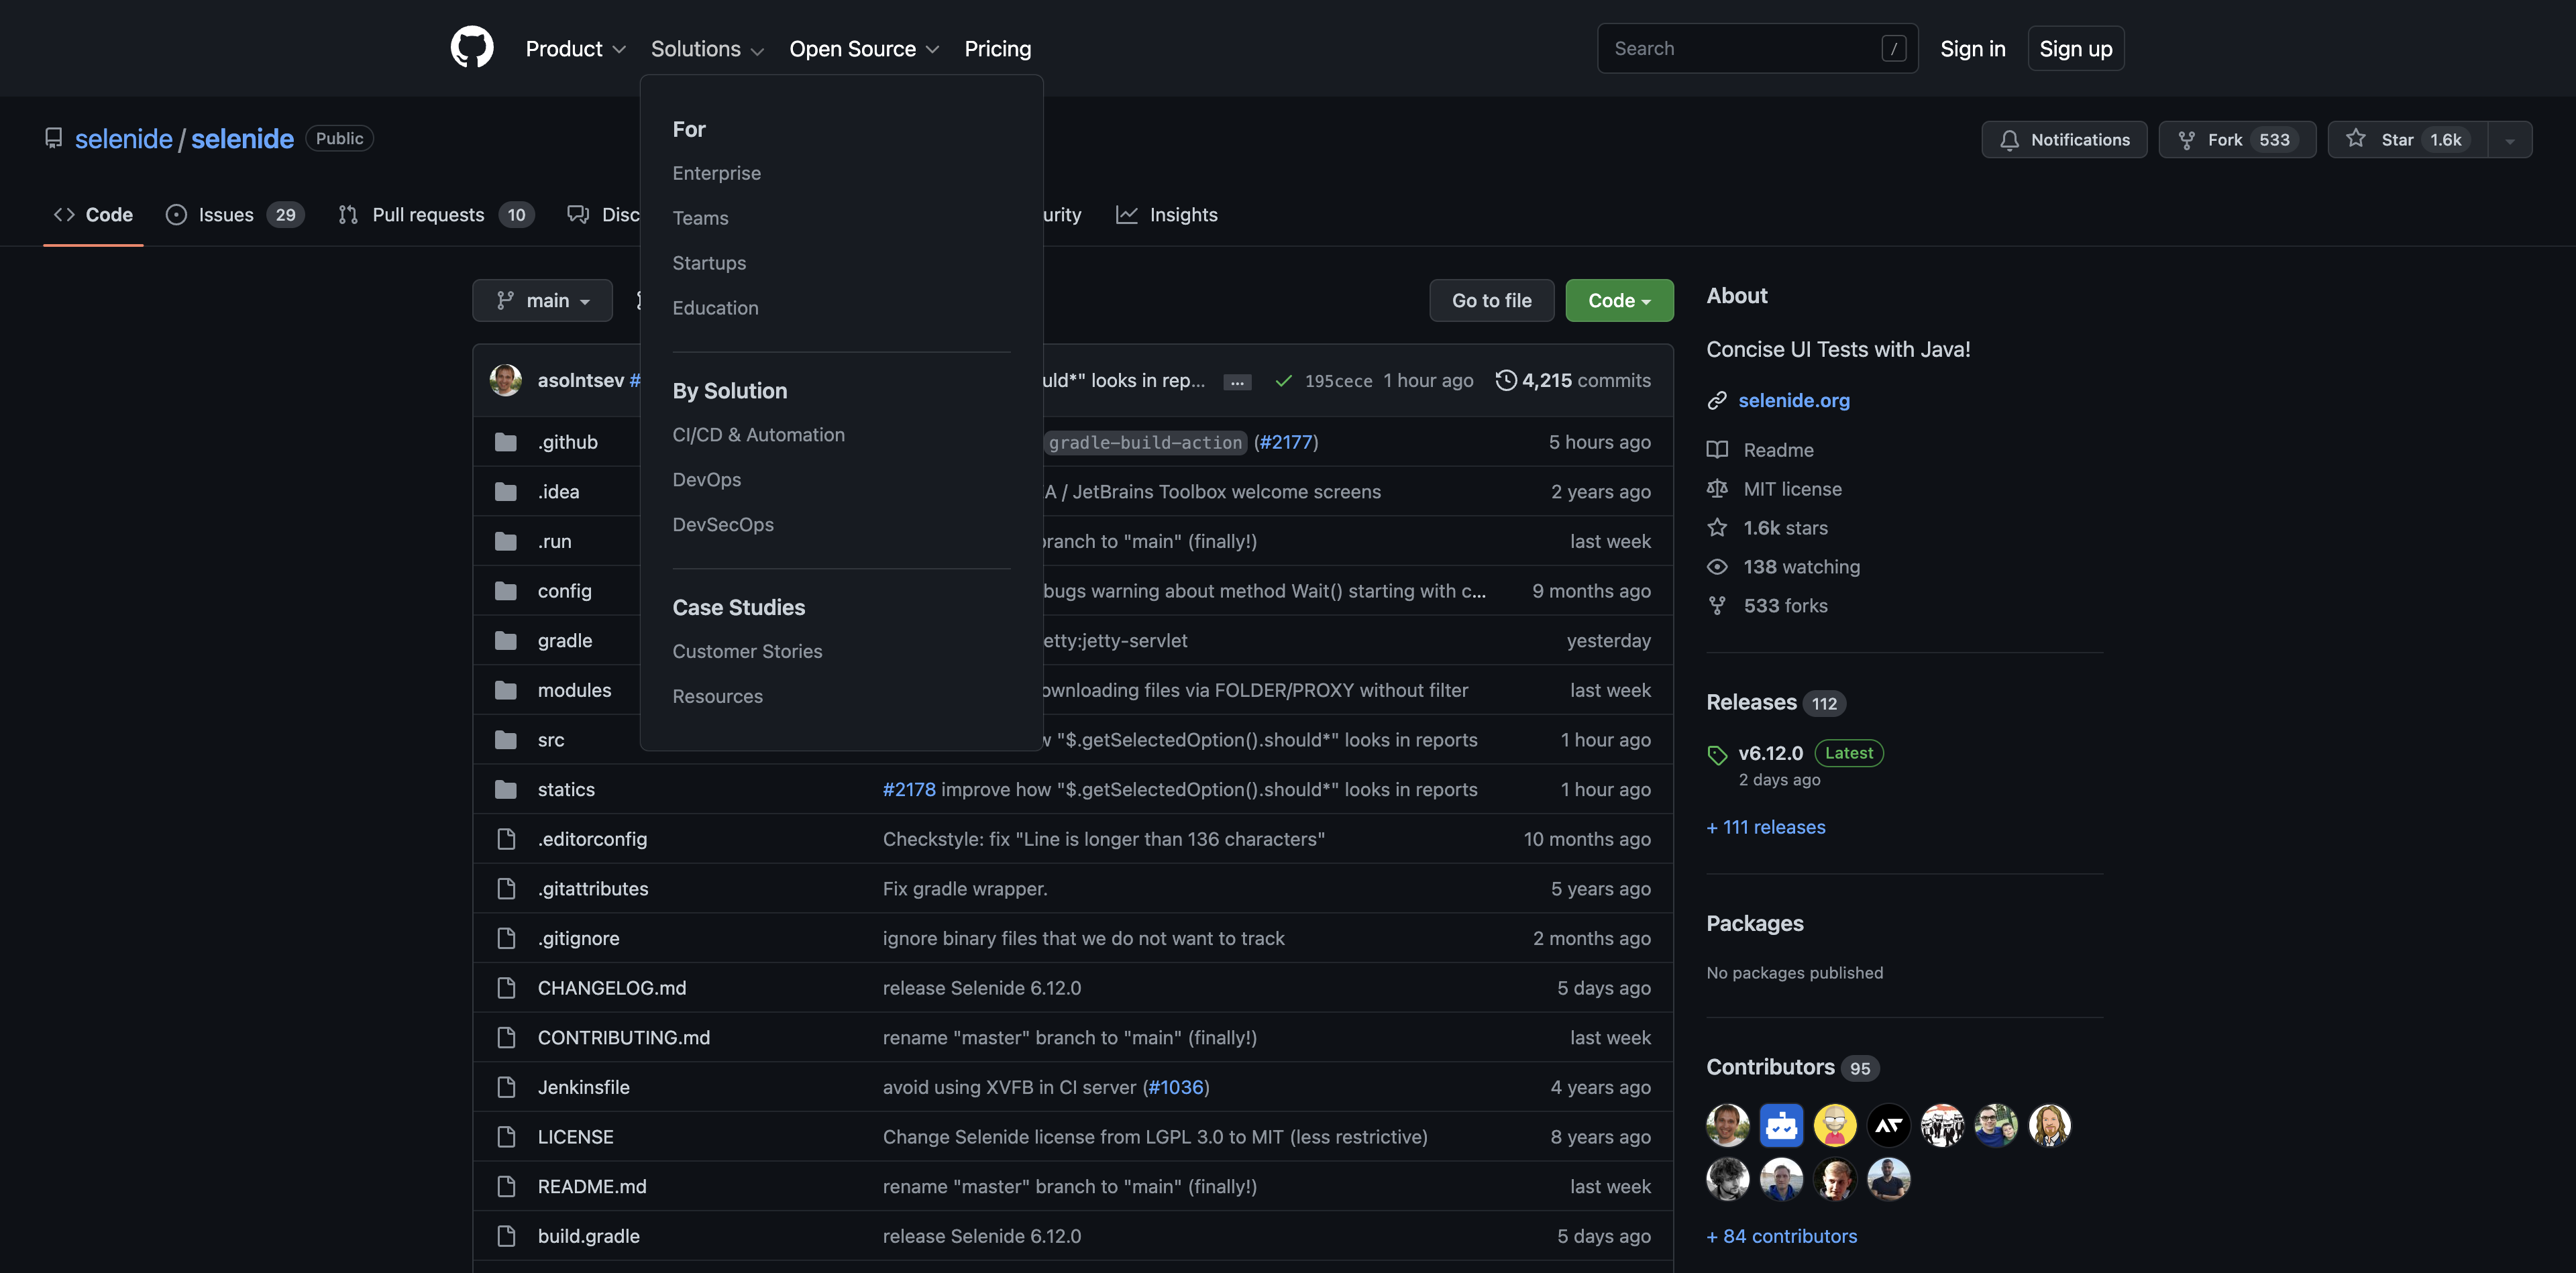 Product Solutions Open Source Pricing
Search /
Sign in Sign up
selenide / selenide Public
Notifications Fork 533 Star 1.6k
Code Issues 29 Pull requests 10 Disc urity Insights
For
Enterprise
Teams
Startups
Education
By Solution
CI/CD & Automation
DevOps
DevSecOps
Case Studies
Customer Stories
Resources
main Go to file Code
asolntsev # uld*" looks in rep... ... 195cece 1 hour ago 4,215 commits
.github gradle-build-action (#2177) 5 hours ago
.idea A / JetBrains Toolbox welcome screens 2 years ago
.run ranch to "main" (finally!) last week
config bugs warning about method Wait() starting with c... 9 months ago
gradle etty:jetty-servlet yesterday
modules ownloading files via FOLDER/PROXY without filter last week
src "$.getSelectedOption().should*" looks in reports 1 hour ago
statics #2178 improve how "$.getSelectedOption().should*" looks in reports 1 hour ago
.editorconfig Checkstyle: fix "Line is longer than 136 characters" 10 months ago
.gitattributes Fix gradle wrapper. 5 years ago
.gitignore ignore binary files that we do not want to track 2 months ago
CHANGELOG.md release Selenide 6.12.0 5 days ago
CONTRIBUTING.md rename "master" branch to "main" (finally!) last week
Jenkinsfile avoid using XVFB in CI server (#1036) 4 years ago
LICENSE Change Selenide license from LGPL 3.0 to MIT (less restrictive) 8 years ago
README.md rename "master" branch to "main" (finally!) last week
build.gradle release Selenide 6.12.0 5 days ago
About
Concise UI Tests with Java!
selenide.org
Readme
MIT license
1.6k stars
138 watching
533 forks
Releases 112
v6.12.0 Latest
2 days ago
+ 111 releases
Packages
No packages published
Contributors 95
+ 84 contributors